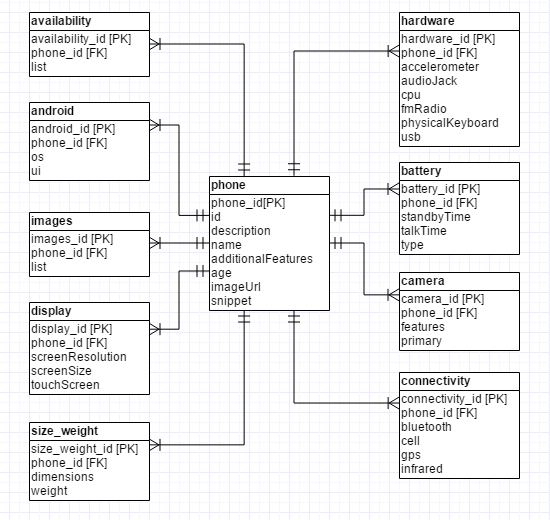 availability
availability_id [PK]
phone_id [FK]
list
android
android_id [PK]
phone_id [FK]
os
ui
images
images_id [PK]
phone_id [FK]
list
display
display_id [PK]
phone_id [FK]
screenResolution
screenSize
touchScreen
size_weight
size_weight_id [PK]
phone_id [FK]
dimensions
weight
phone
phone_id[PK]
id
description
name
additionalFeatures
age
imageUrl
snippet
hardware
hardware_id [PK]
phone_id [FK]
accelerometer
audioJack
cpu
fmRadio
physicalKeyboard
usb
battery
battery_id [PK]
phone_id [FK]
standbyTime
talkTime
type
camera
camera_id [PK]
phone_id [FK]
features
primary
connectivity
connectivity_id [PK]
phone_id [FK]
bluetooth
cell
gps
infrared